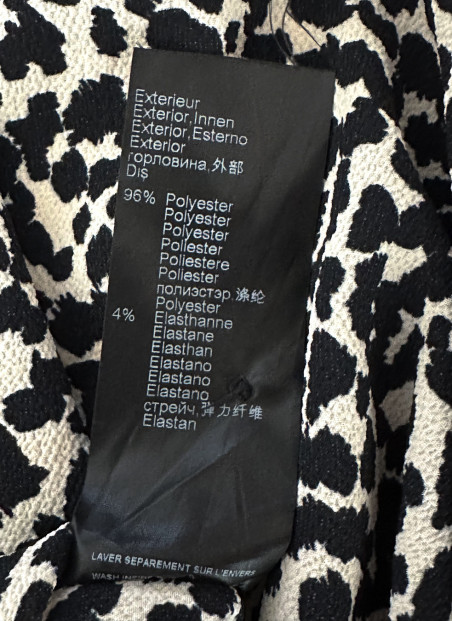 Exterieur
Exterior,Innen
Exterior,Esterno
Exterior
горловина,外部
Dış
96% Polyester
Polyester
Polyester
Poliester
Poliestere
Poliester
полиэстэр,涤纶
Polyester
4% Elasthanne
Elastane
Elasthan
Elastano
Elastano
Elastano
стрейч,弹力纤维
Elastan
LAVER SEPAREMENT SUR L'ENVERS
WASH